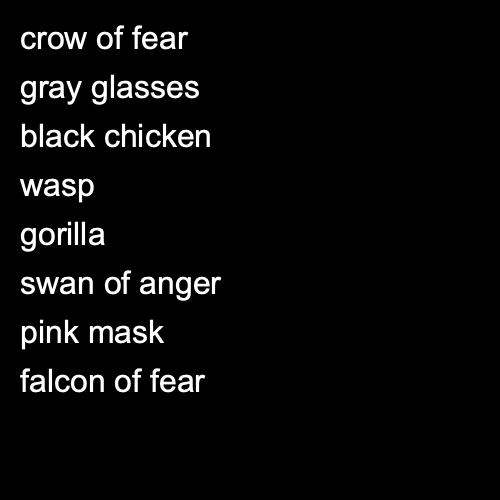 crow of fear
gray glasses
black chicken
wasp
gorilla
swan of anger
pink mask
falcon of fear